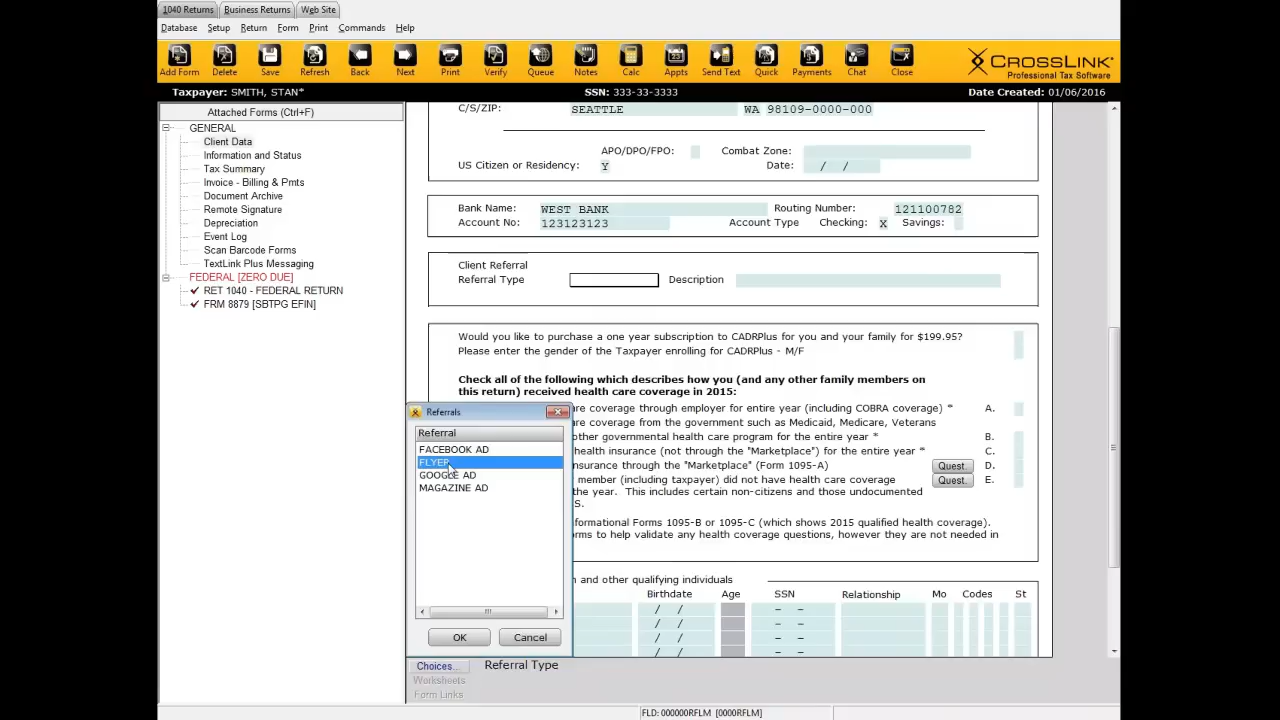 1040 Returns Business Returns Web Site
Database Setup Return Form Print Commands Help
Add Form Delete Save Refresh Back Next Print Verify Queue Notes Calc Appts Send Text Quick Payments Chat Close
CROSSLINK
Professional Tax Software
Taxpayer: SMITH, STAN* SSN: 333-33-3333 Date Created: 01/06/2016
Attached Forms (Ctrl+F)
GENERAL
Client Data
Information and Status
Tax Summary
Invoice - Billing & Pmts
Document Archive
Remote Signature
Depreciation
Event Log
Scan Barcode Forms
TextLink Plus Messaging
FEDERAL [ZERO DUE]
RET 1040 - FEDERAL RETURN
FRM 8879 [SBTPG EFIN]
C/S/ZIP: SEATTLE WA 98109-0000-000
APO/DPO/FPO: Combat Zone:
US Citizen or Residency: Y Date: / /
Bank Name: WEST BANK Routing Number: 121100782
Account No: 123123123 Account Type Checking: X Savings:
Client Referral
Referral Type Description
Would you like to purchase a one year subscription to CADRPlus for you and your family for $199.95?
Please enter the gender of the Taxpayer enrolling for CADRPlus - M/F
Check all of the following which describes how you (and any other family members on
this return) received health care coverage in 2015:
re coverage through employer for entire year (including COBRA coverage) * A.
re coverage from the government such as Medicaid, Medicare, Veterans
other governmental health care program for the entire year * B.
health insurance (not through the "Marketplace") for the entire year * C.
insurance through the "Marketplace" (Form 1095-A) Quest. D.
member (including taxpayer) did not have health care coverage Quest. E.
the year. This includes certain non-citizens and those undocumented
S.
formational Forms 1095-B or 1095-C (which shows 2015 qualified health coverage).
rms to help validate any health coverage questions, however they are not needed in
n and other qualifying individuals
Birthdate Age SSN Relationship Mo Codes St
/ / - -
/ / - -
/ / - -
Referrals
Referral
FACEBOOK AD
FLYER
GOOGLE AD
MAGAZINE AD
OK Cancel
Choices... Referral Type
Worksheets
Form Links
FLD: 000000RFLM [0000RFLM]